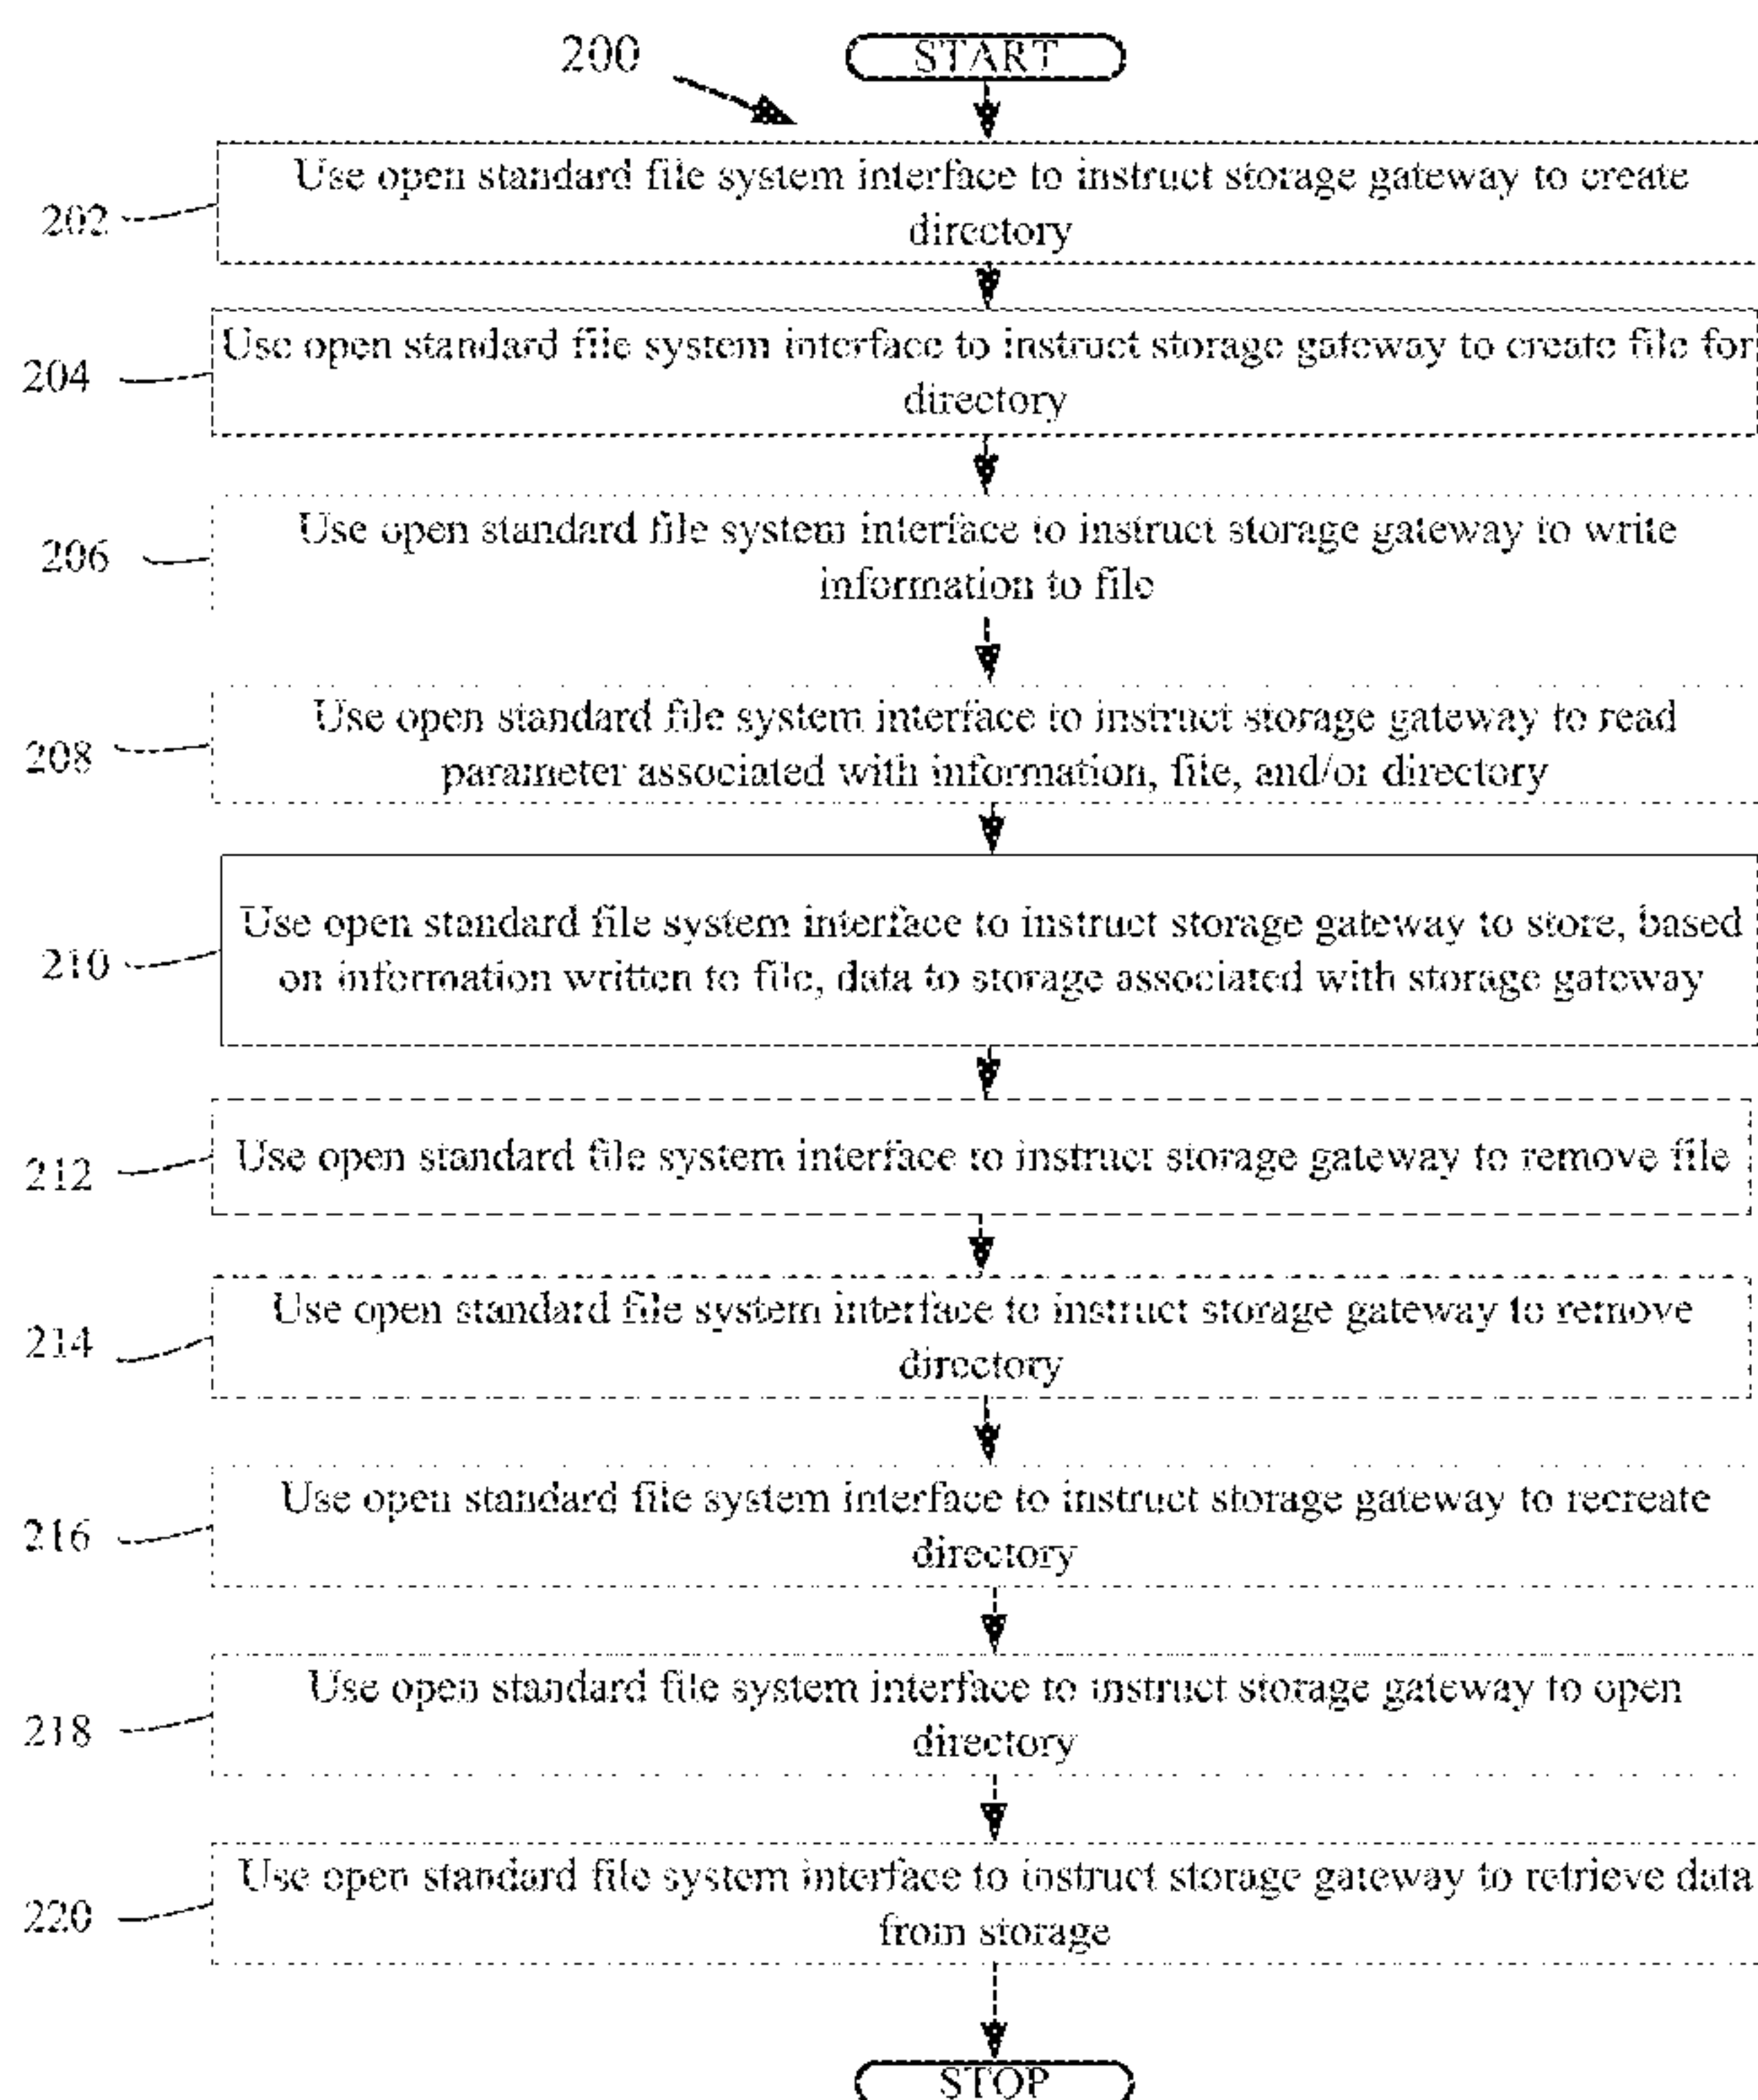 200
START
202
Use open standard file system interface to instruct storage gateway to create
directory
204
Use open standard file system interface to instruct storage gateway to create file for
directory
206
Use open standard file system interface to instruct storage gateway to write
information to file
208
Use open standard file system interface to instruct storage gateway to read
parameter associated with information, file, and/or directory
210
Use open standard file system interface to instruct storage gateway to store, based
on information written to file, data to storage associated with storage gateway
212
Use open standard file system interface to instruct storage gateway to remove file
214
Use open standard file system interface to instruct storage gateway to remove
directory
216
Use open standard file system interface to instruct storage gateway to recreate
directory
218
Use open standard file system interface to instruct storage gateway to open
directory
220
Use open standard file system interface to instruct storage gateway to retrieve data
from storage
STOP